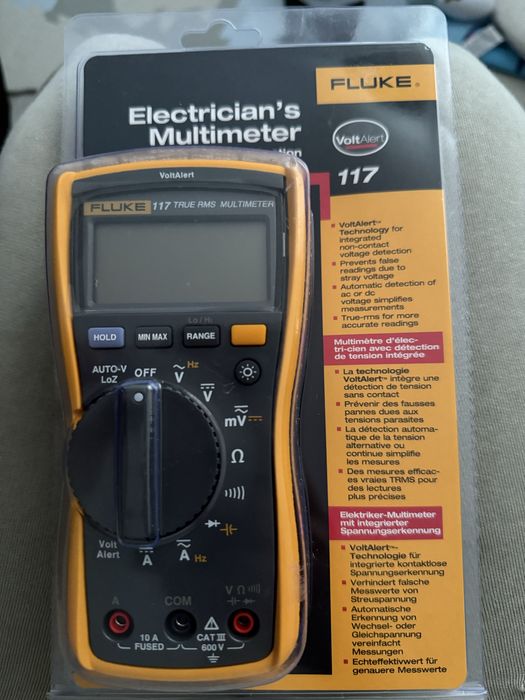 FLUKE®
Electrician's
Multimeter
VoltAlert
117
VoltAlert™
Technology for
integrated
non-contact
voltage detection
Prevents false
readings due to
stray voltage
Automatic detection of
ac or dc
voltage simplifies
measurements
True-rms for more
accurate readings
Multimètre d'élec-
tri-cien avec détection
de tension intégrée
La technologie
VoltAlert™ intègre une
détection de tension
sans contact
Prévenir des fausses
pannes dues aux
tensions parasites
La détection automa-
tique de la tension
alternative ou
continue simplifie
les mesures
Des mesures efficac-
es vraies TRMS pour
des lectures
plus précises
Elektriker-Multimeter
mit integrierter
Spannungserkennung
VoltAlert™-
Technologie für
integrierte kontaktlose
Spannungserkennung
Verhindert falsche
Messwerte von
Streuspannung
Automatische
Erkennung von
Wechsel- oder
Gleichspannung
vereinfacht
Messungen
Echteffektivwert für
genauere Messwerte
VoltAlert
FLUKE 117 TRUE RMS MULTIMETER
Lo / Hi
HOLD MIN MAX RANGE
AUTO-V
LoZ
OFF
V Hz
V
mV
Ω
Volt
Alert
A
A Hz
A COM V Ω
10 A
FUSED
CAT III
600 V